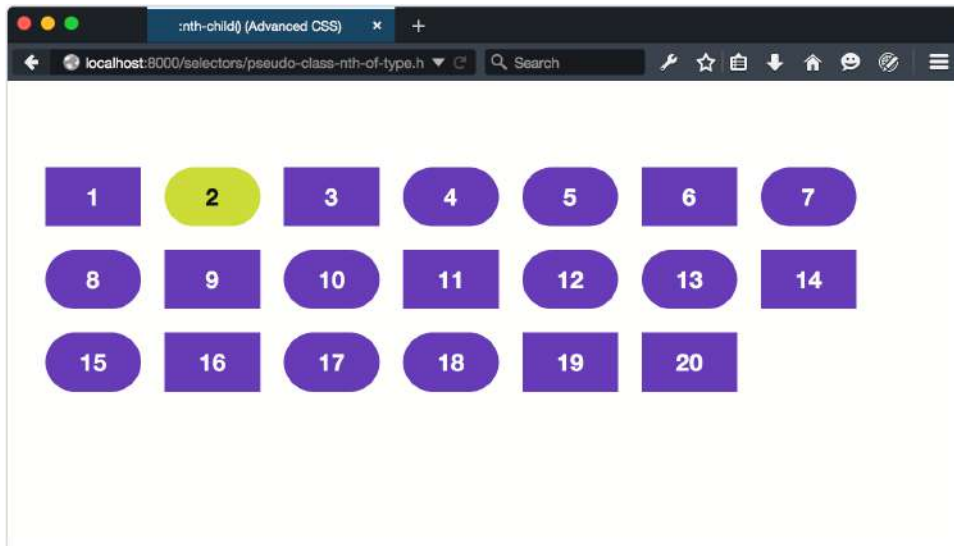 :nth-child() (Advanced CSS) × +
localhost:8000/selectors/pseudo-class-nth-of-type.h Search
1 2 3 4 5 6 7
8 9 10 11 12 13 14
15 16 17 18 19 20